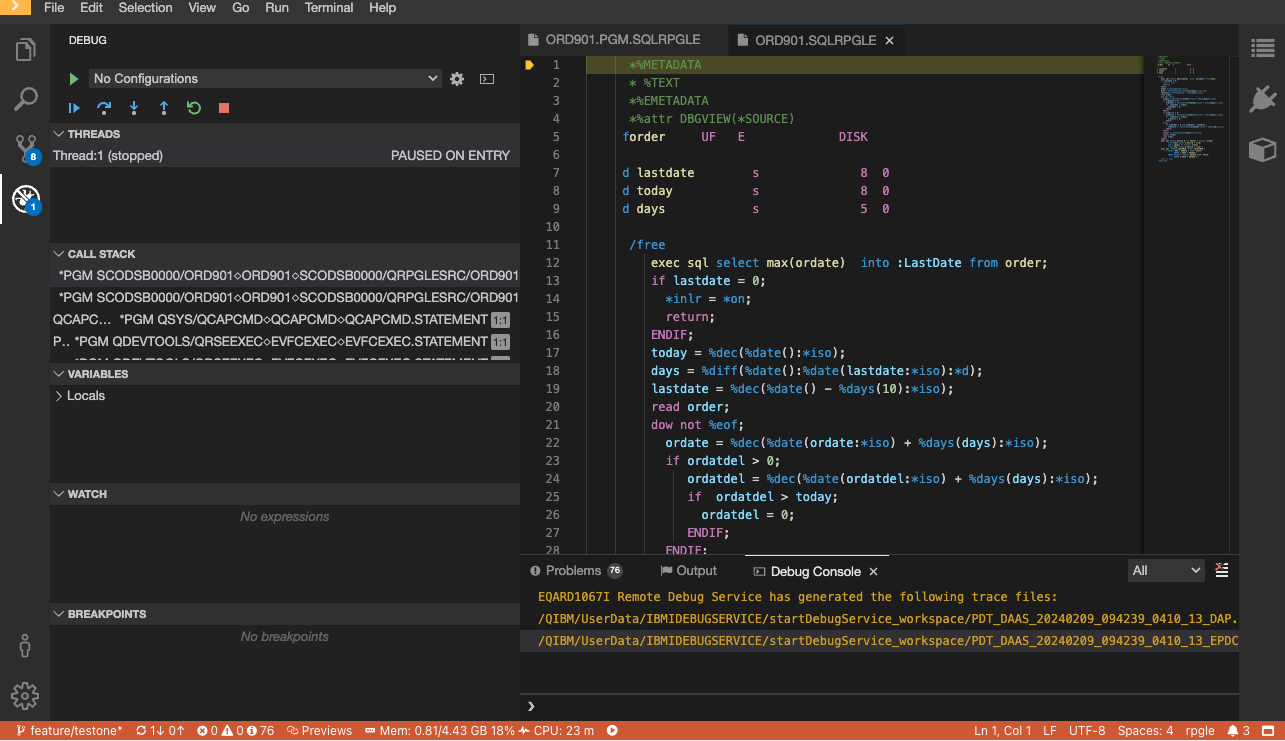 File Edit Selection View Go Run Terminal Help
DEBUG
No Configurations
THREADS
Thread:1 (stopped) PAUSED ON ENTRY
CALL STACK
*PGM SCODSB0000/ORD901◇ORD901◇SCODSB0000/QRPGLESRC/ORD901
*PGM SCODSB0000/ORD901◇ORD901◇SCODSB0000/QRPGLESRC/ORD901
QCAPC... *PGM QSYS/QCAPCMD◇QCAPCMD◇QCAPCMD.STATEMENT 1:1
P.. *PGM QDEVTOOLS/QRSEEXEC◇EVFCEXEC◇EVFCEXEC.STATEMENT 1:1
VARIABLES
Locals
WATCH
No expressions
BREAKPOINTS
No breakpoints
8
1
ORD901.PGM.SQLRPGLE ORD901.SQLRPGLE ×
1 *%METADATA
2 * %TEXT
3 *%EMETADATA
4 *%attr DBGVIEW(*SOURCE)
5 forder UF E DISK
6
7 d lastdate s 8 0
8 d today s 8 0
9 d days s 5 0
10
11 /free
12 exec sql select max(ordate) into :LastDate from order;
13 if lastdate = 0;
14 *inlr = *on;
15 return;
16 ENDIF;
17 today = %dec(%date():*iso);
18 days = %diff(%date():%date(lastdate:*iso):*d);
19 lastdate = %dec(%date() - %days(10):*iso);
20 read order;
21 dow not %eof;
22 ordate = %dec(%date(ordate:*iso) + %days(days):*iso);
23 if ordatdel > 0;
24 ordatdel = %dec(%date(ordatdel:*iso) + %days(days):*iso);
25 if ordatdel > today;
26 ordatdel = 0;
27 ENDIF;
28 ENDIF;
Problems 76 Output Debug Console × All
EQARD1067I Remote Debug Service has generated the following trace files:
/QIBM/UserData/IBMIDEBUGSERVICE/startDebugService_workspace/PDT_DAAS_20240209_094239_0410_13_DAP.
/QIBM/UserData/IBMIDEBUGSERVICE/startDebugService_workspace/PDT_DAAS_20240209_094239_0410_13_EPDC
feature/testone* 1↓ 0↑ 0 0 76 Previews Mem: 0.81/4.43 GB 18% CPU: 23 m Ln 1, Col 1 LF UTF-8 Spaces: 4 rpgle 3